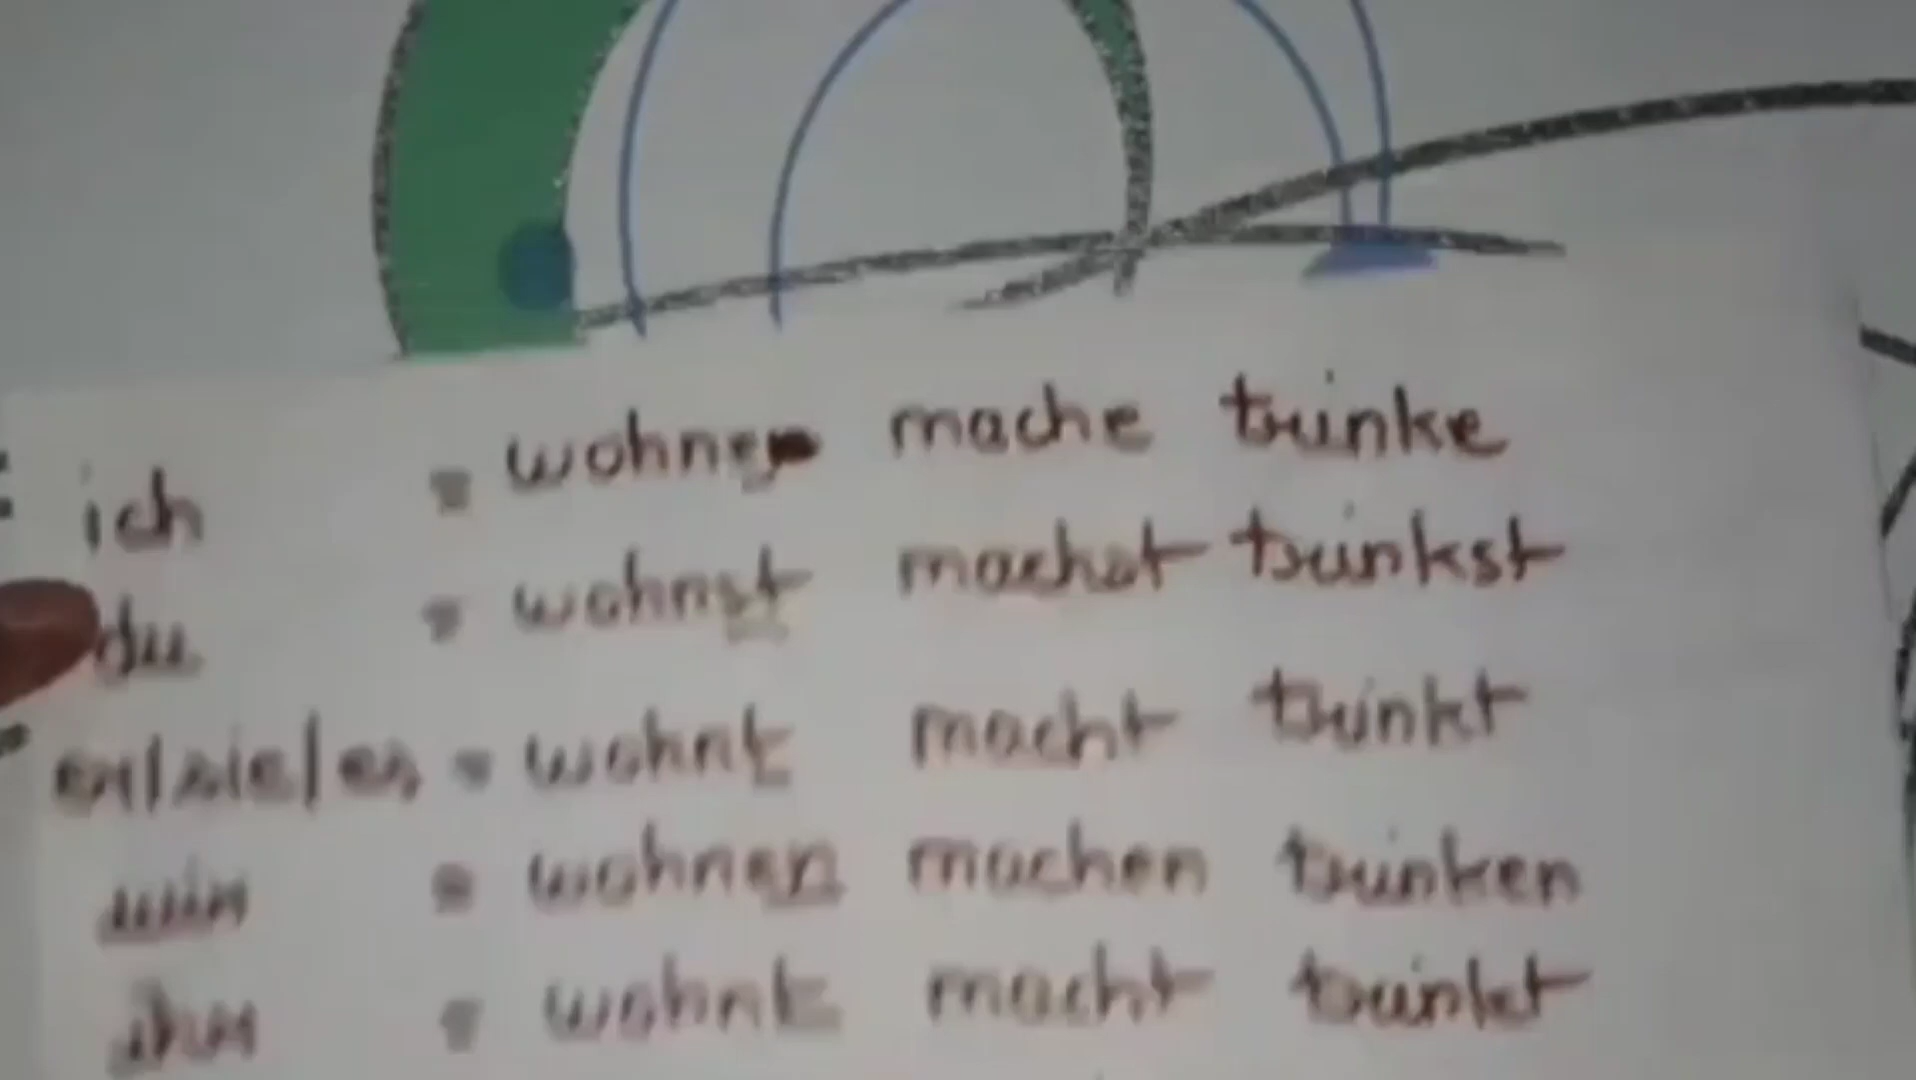 ich = wohne mache trinke
du = wohnst machst trinkst
er/sie/es = wohnt macht trinkt
wir = wohnen machen trinken
ihr = wohnt macht trinkt